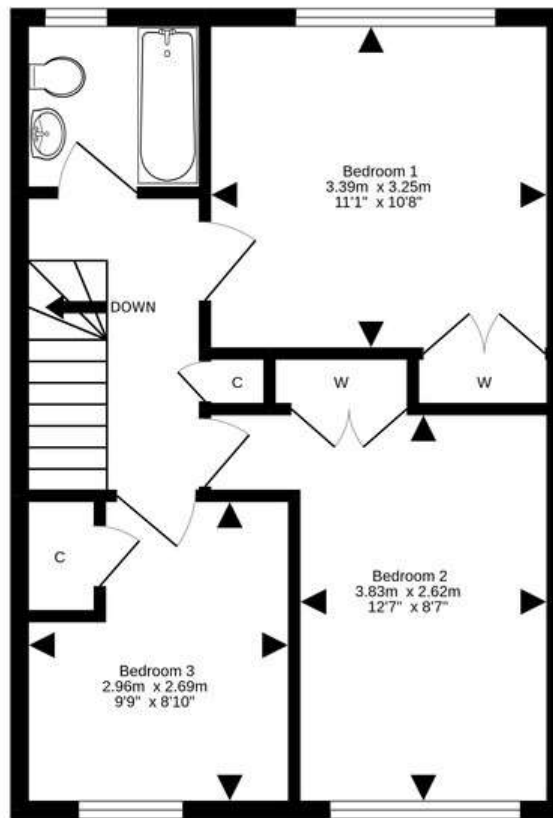 Bedroom 1
3.39m x 3.25m
11'1" x 10'8"
DOWN
C
W
W
C
Bedroom 2
3.83m x 2.62m
12'7" x 8'7"
Bedroom 3
2.96m x 2.69m
9'9" x 8'10"